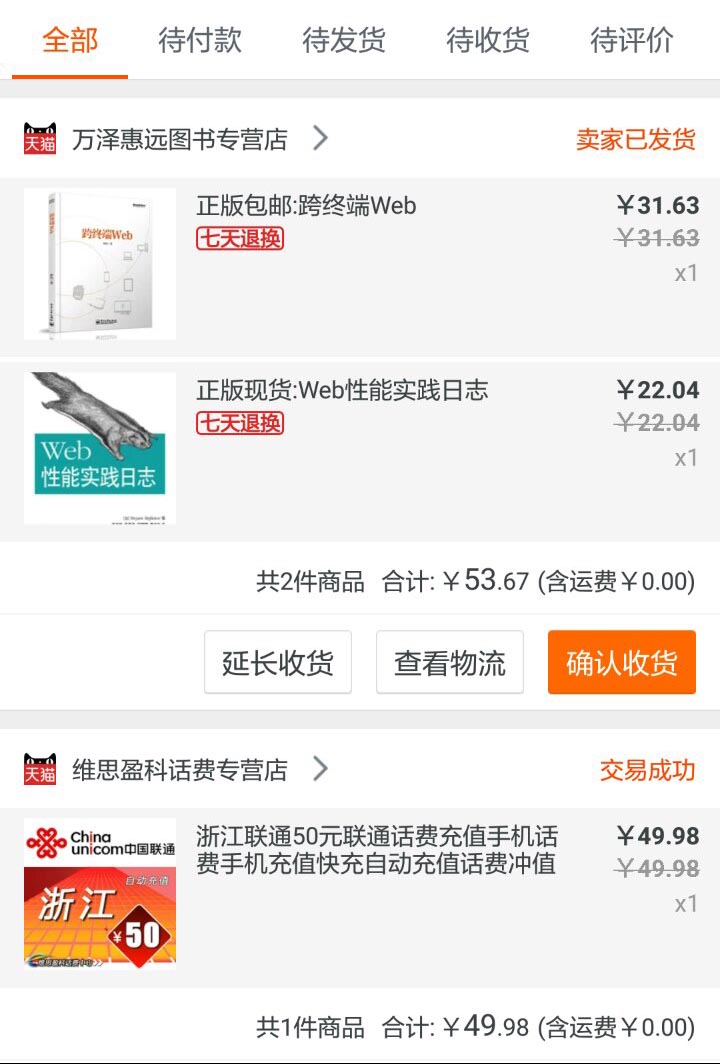 全部 待付款 待发货 待收货 待评价
天猫 万泽惠远图书专营店 卖家已发货
跨终端Web
正版包邮:跨终端Web ￥31.63
七天退换 ￥31.63
x1
Web
性能实践日志
正版现货:Web性能实践日志 ￥22.04
七天退换 ￥22.04
x1
共2件商品 合计:￥53.67 (含运费￥0.00)
延长收货 查看物流 确认收货
天猫 维思盈科话费专营店 交易成功
China
unicom中国联通
自动充值
浙江
¥50
浙江联通50元联通话费充值手机话 ￥49.98
费手机充值快充自动充值话费冲值 ￥49.98
x1
共1件商品 合计:￥49.98 (含运费￥0.00)